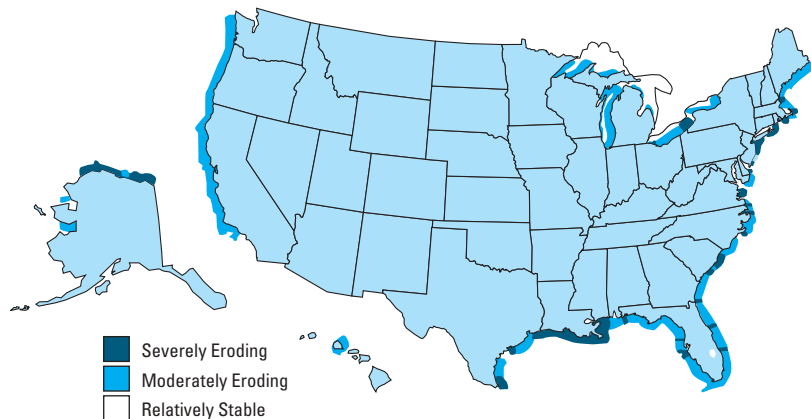 Severely Eroding
Moderately Eroding
Relatively Stable